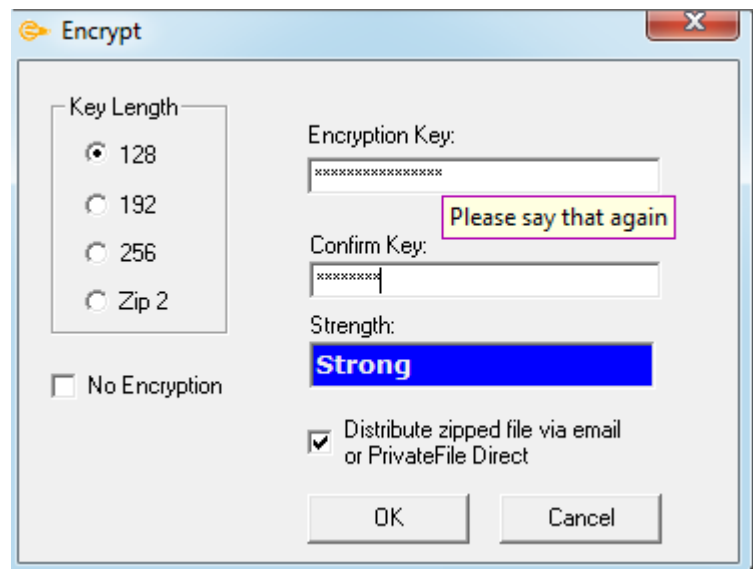 Encrypt
Key Length
128
192
256
Zip 2
No Encryption
Encryption Key:
****************
Please say that again
Confirm Key:
********
Strength:
Strong
Distribute zipped file via email
or PrivateFile Direct
OK
Cancel